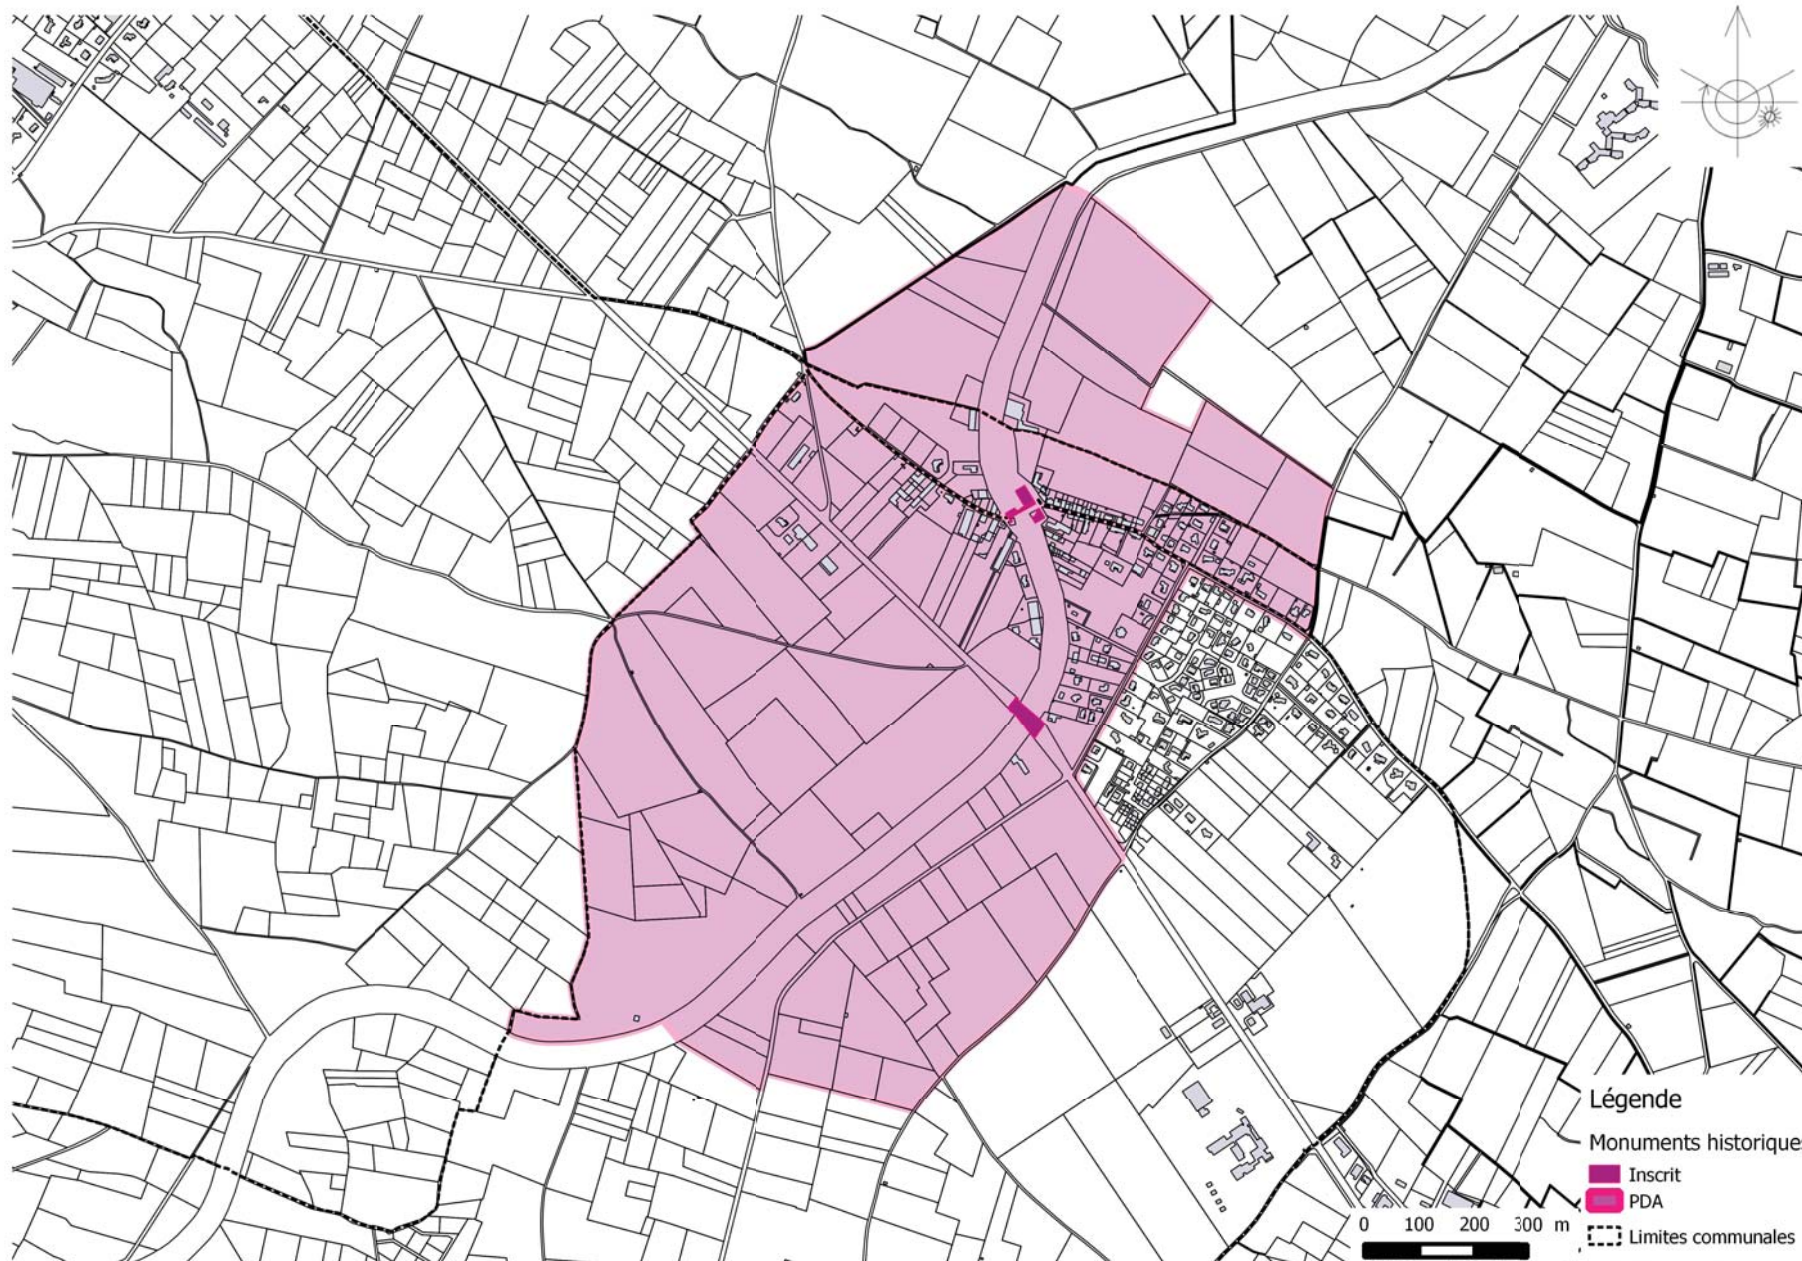 Légende
Monuments historiques
Inscrit
PDA
0 100 200 300 m
Limites communales